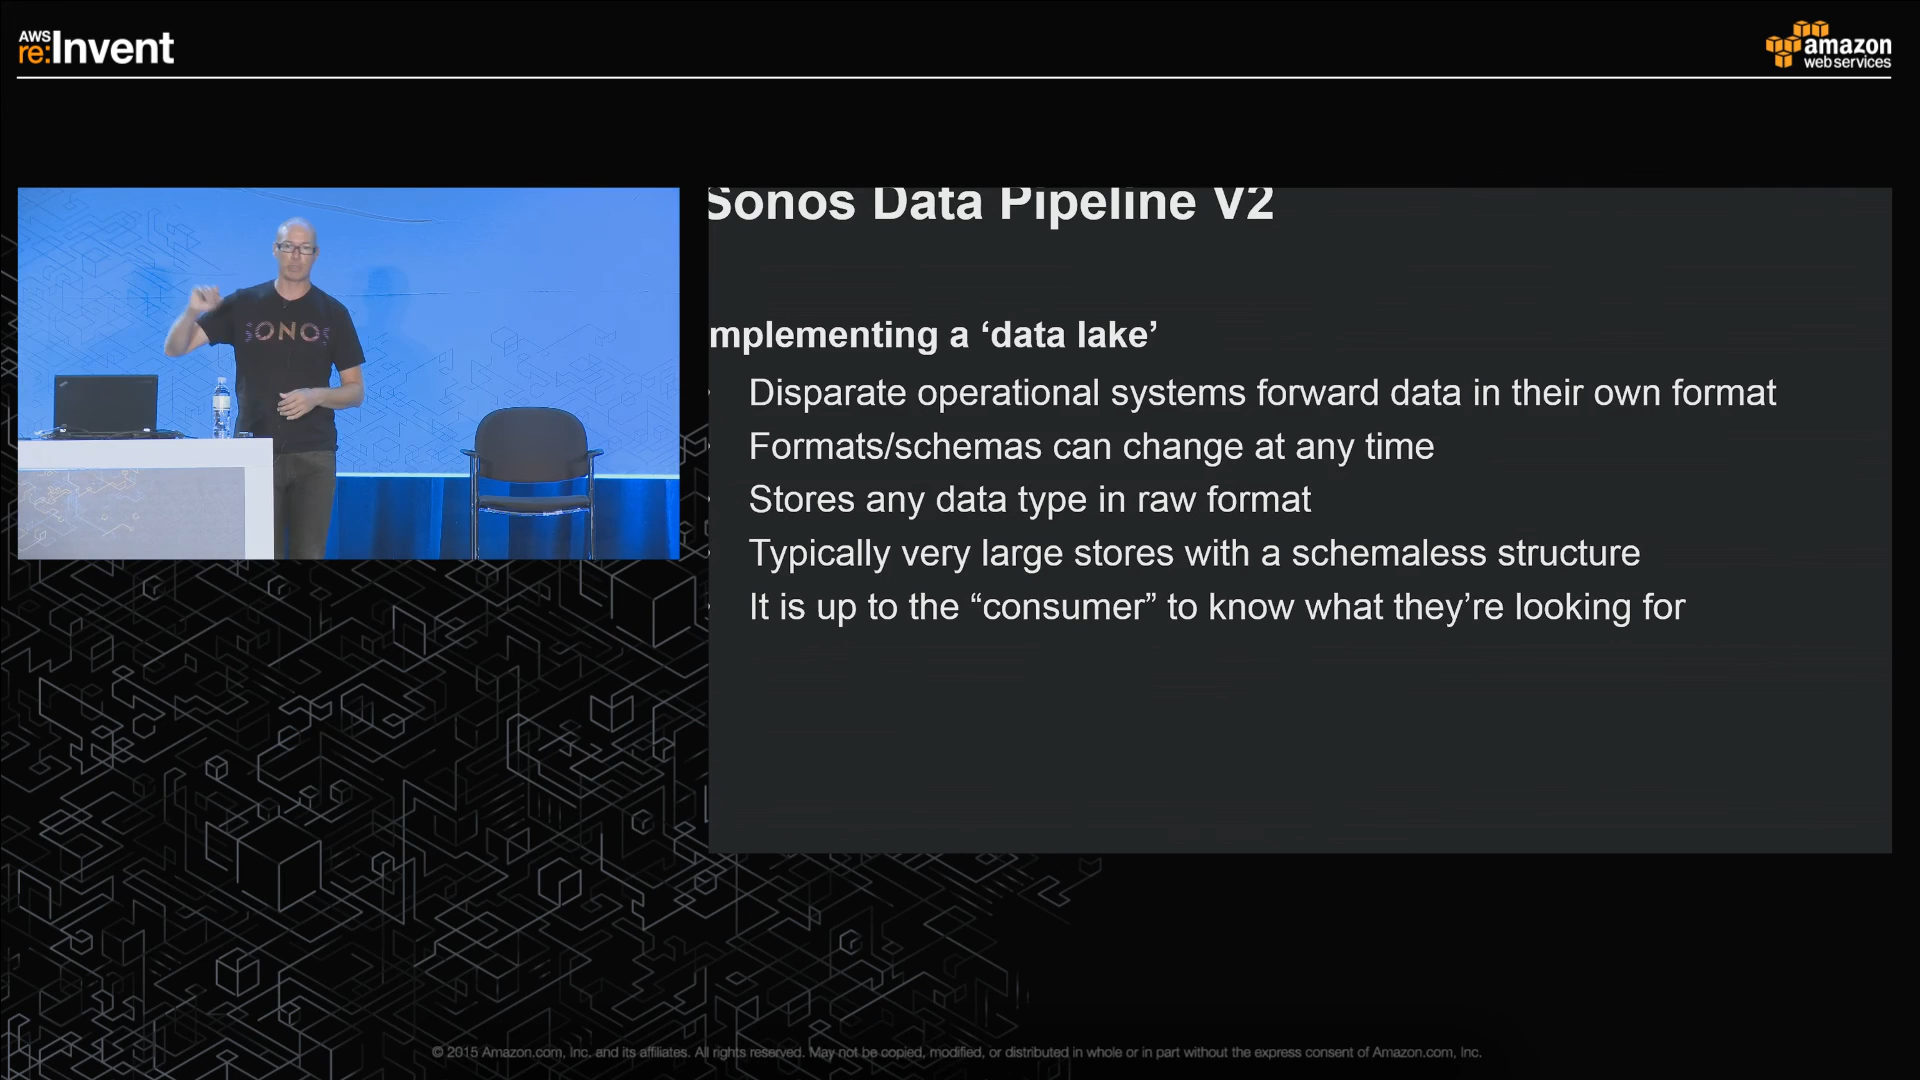 AWS
re:Invent
amazon
web services
SONOS
Sonos Data Pipeline V2
mplementing a ‘data lake’
Disparate operational systems forward data in their own format
Formats/schemas can change at any time
Stores any data type in raw format
Typically very large stores with a schemaless structure
It is up to the “consumer” to know what they’re looking for
© 2015 Amazon.com, Inc. and its affiliates. All rights reserved. May not be copied, modified, or distributed in whole or in part without the express consent of Amazon.com, Inc.